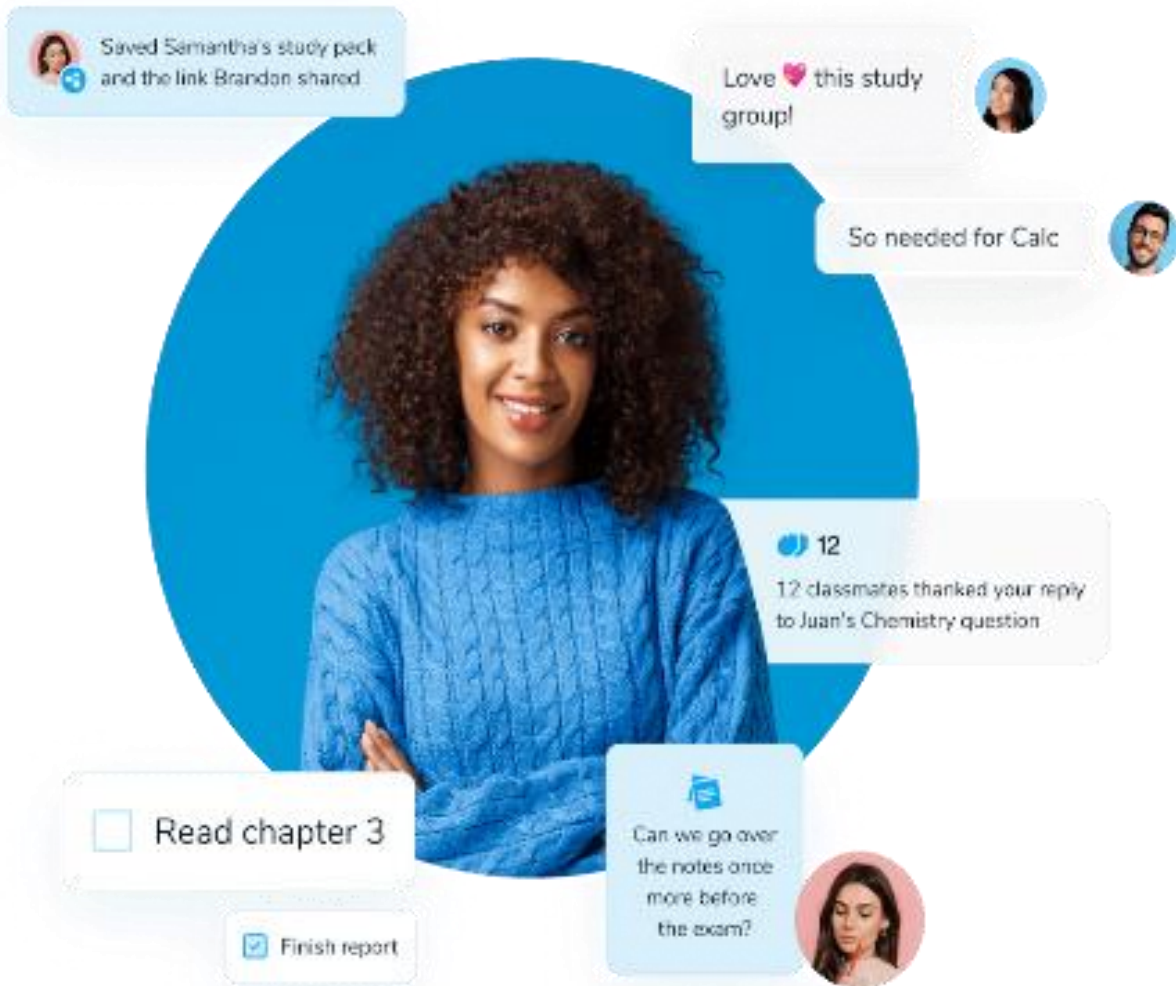 Saved Samantha's study pack
and the link Brandon shared
Love 💖 this study
group!
So needed for Calc
12
12 classmates thanked your reply
to Juan's Chemistry question
Read chapter 3
Finish report
Can we go over
the notes once
more before
the exam?